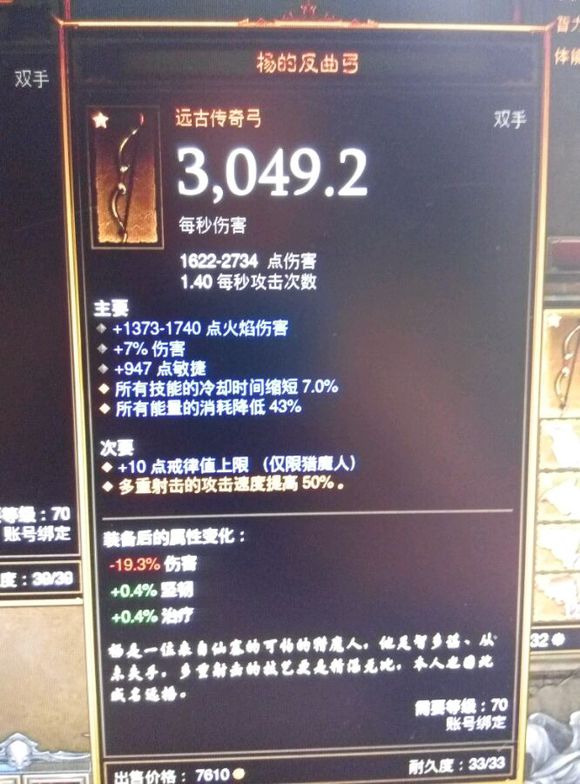 智力
体能
双手
杨的反曲弓
远古传奇弓
双手
3,049.2
每秒伤害
1622-2734 点伤害
1.40 每秒攻击次数
主要
+1373-1740 点火焰伤害
+7% 伤害
+947 点敏捷
所有技能的冷却时间缩短 7.0%
所有能量的消耗降低 43%
次要
+10 点戒律值上限 （仅限猎魔人）
多重射击的攻击速度提高 50%。
等级：70
账号绑定
度：39/39
装备后的属性变化：
-19.3% 伤害
+0.4% 坚韧
+0.4% 治疗
杨是一位来自仙塞的可怕的猎魔人，他足智多谋、从
未失手，多重射击的技艺更是精湛无比，本人也因此
成名远播。
需要等级：70
账号绑定
出售价格：7610
耐久度：33/33
32